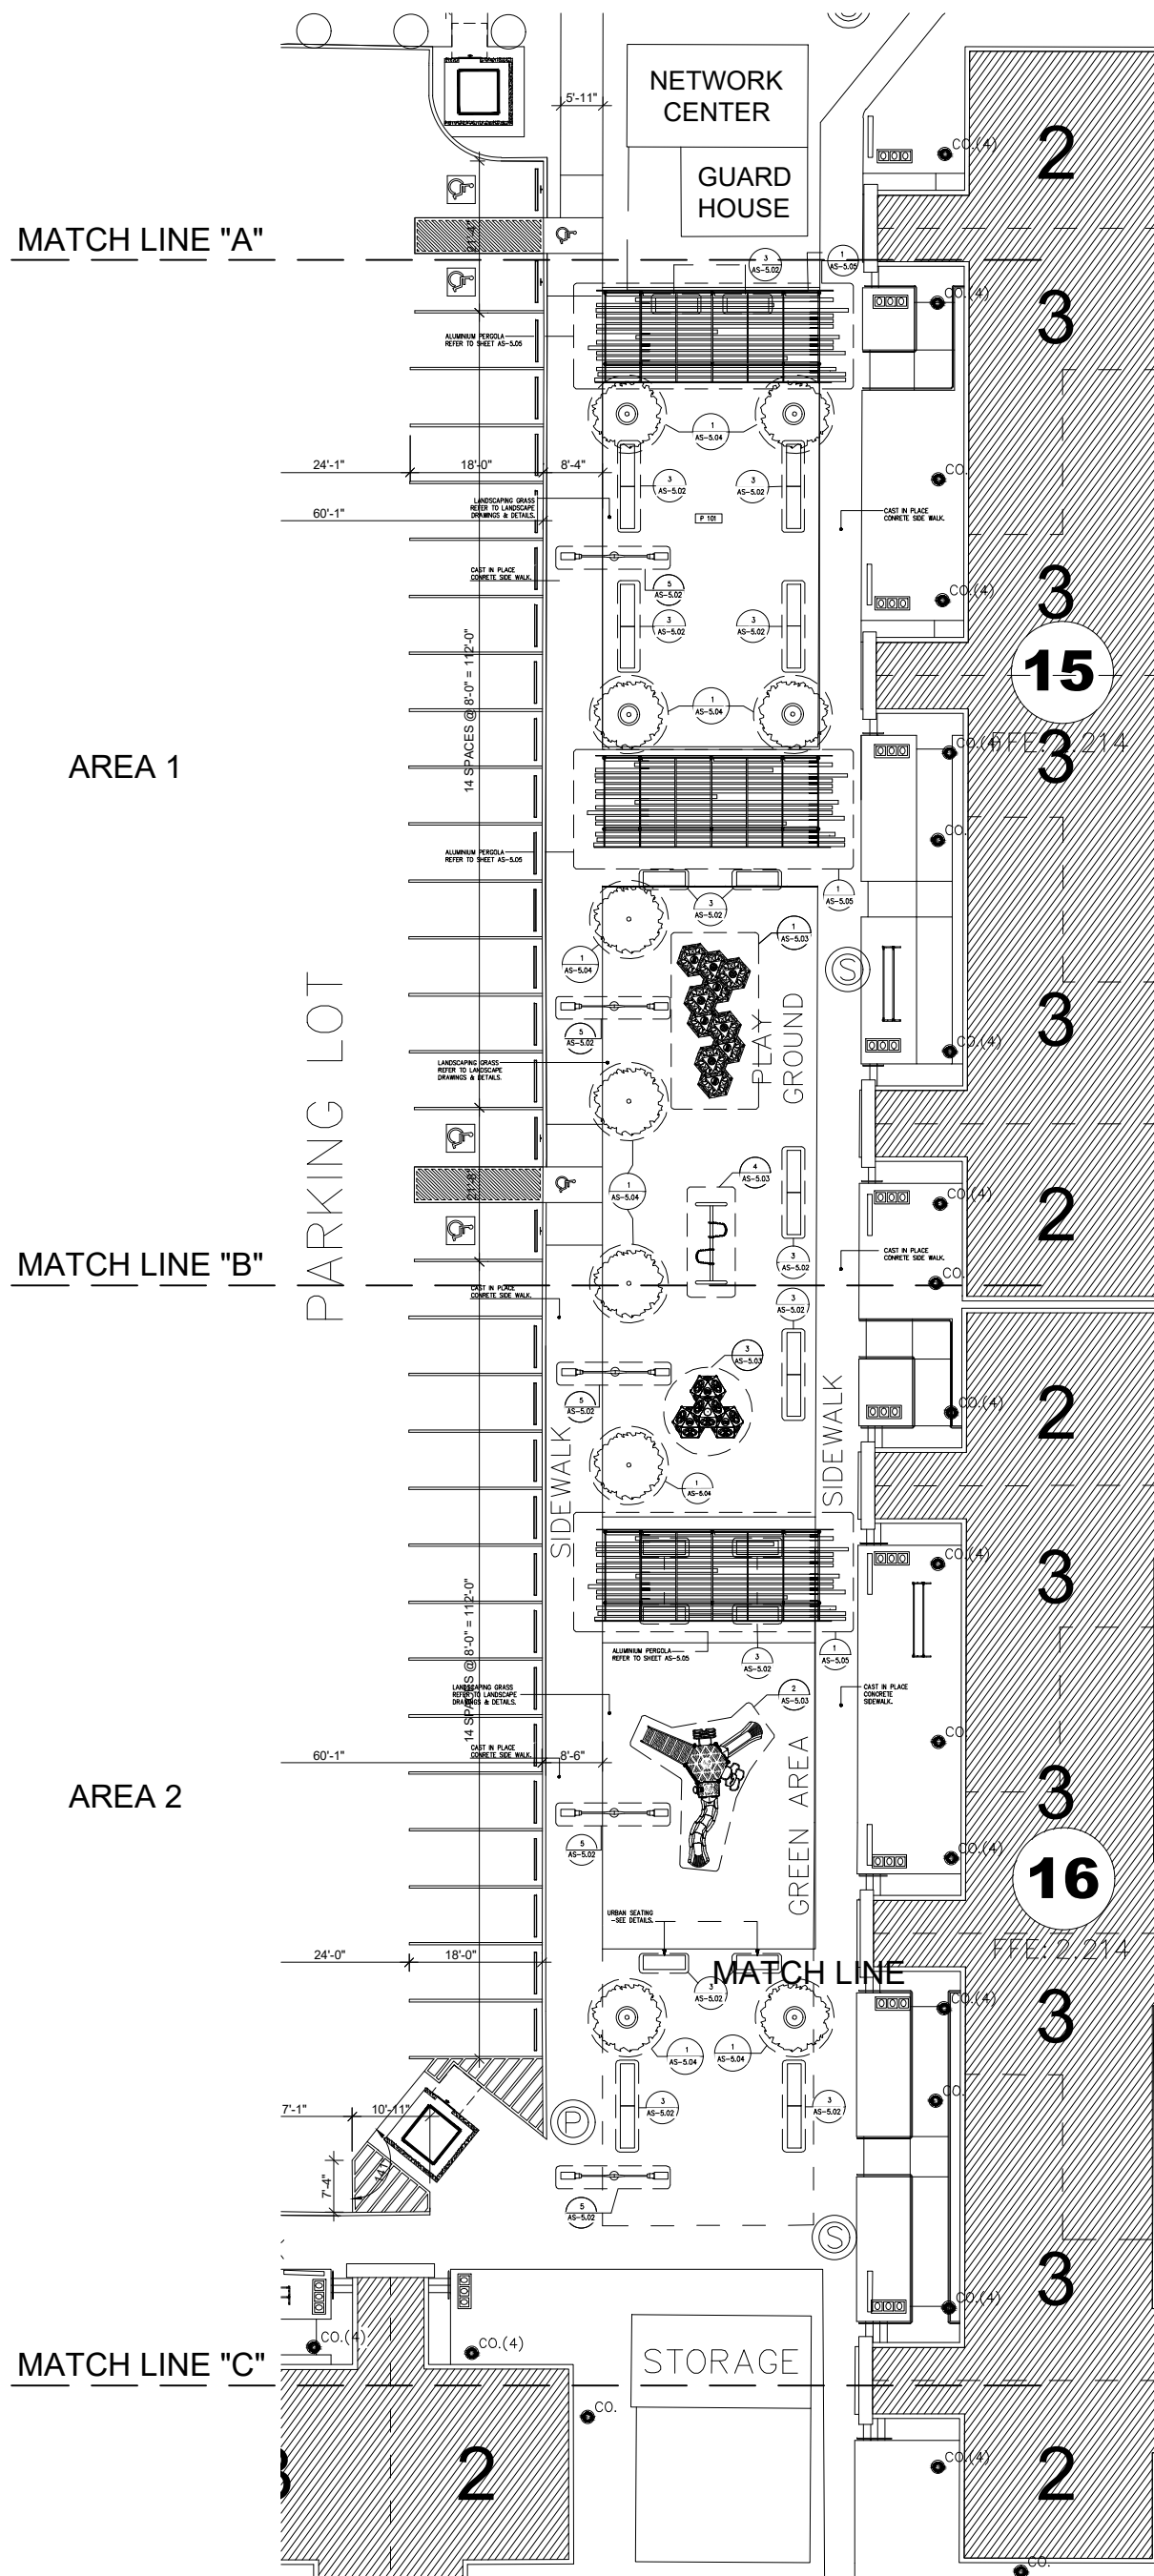 5'-11"
NETWORK
CENTER
GUARD
HOUSE
CO.(4)
2
MATCH LINE "A"
21'-4"
3
AS-5.02
1
AS-5.05
CO.(4)
3
ALUMINIUM PERGOLA
REFER TO SHEET AS-5.05
1
AS-5.04
24'-1"
18'-0"
8'-4"
CO.
3
AS-5.02
3
AS-5.02
LANDSCAPING GRASS
REFER TO LANDSCAPE
DRAWINGS & DETAILS.
60'-1"
P 101
CAST IN PLACE
CONRETE SIDE WALK.
CAST IN PLACE
CONRETE SIDE WALK.
5
AS-5.02
CO.(4)
3
3
AS-5.02
3
AS-5.02
15
14 SPACES @ 8'-0" = 112'-0"
1
AS-5.04
CO.(4)
FFE. 2.214
3
AREA 1
CO.
ALUMINIUM PERGOLA
REFER TO SHEET AS-5.05
3
AS-5.02
1
AS-5.05
1
AS-5.03
1
AS-5.04
S
PARKING LOT
PLAY
GROUND
5
AS-5.02
CO.(4)
3
LANDSCAPING GRASS
REFER TO LANDSCAPE
DRAWINGS & DETAILS.
21'-8"
1
AS-5.04
4
AS-5.03
CO.(4)
2
3
AS-5.02
CAST IN PLACE
CONRETE SIDE WALK.
MATCH LINE "B"
CO.
CAST IN PLACE
CONRETE SIDE WALK.
3
AS-5.02
3
AS-5.03
5
AS-5.02
CO.(4)
2
SIDEWALK
SIDEWALK
1
AS-5.04
CO.(4)
3
14 SPACES @ 8'-0" = 112'-0"
ALUMINIUM PERGOLA
REFER TO SHEET AS-5.05
3
AS-5.02
1
AS-5.05
LANDSCAPING GRASS
REFER TO LANDSCAPE
DRAWINGS & DETAILS.
2
AS-5.03
CAST IN PLACE
CONCRETE
SIDEWALK.
CO.
CAST IN PLACE
CONRETE SIDE WALK.
60'-1"
8'-6"
AREA 2
3
GREEN AREA
5
AS-5.02
CO.(4)
16
URBAN SEATING
-SEE DETAILS.
FFE. 2.214
24'-0"
18'-0"
MATCH LINE
3
AS-5.02
CO.(4)
3
1
AS-5.04
1
AS-5.04
CO.
7'-1"
10'-11"
3
AS-5.02
3
AS-5.02
P
7'-4"
5
AS-5.02
S
CO.(4)
3
CO.(4)
CO.(4)
STORAGE
MATCH LINE "C"
CO.
3
2
CO.(4)
2
CO.